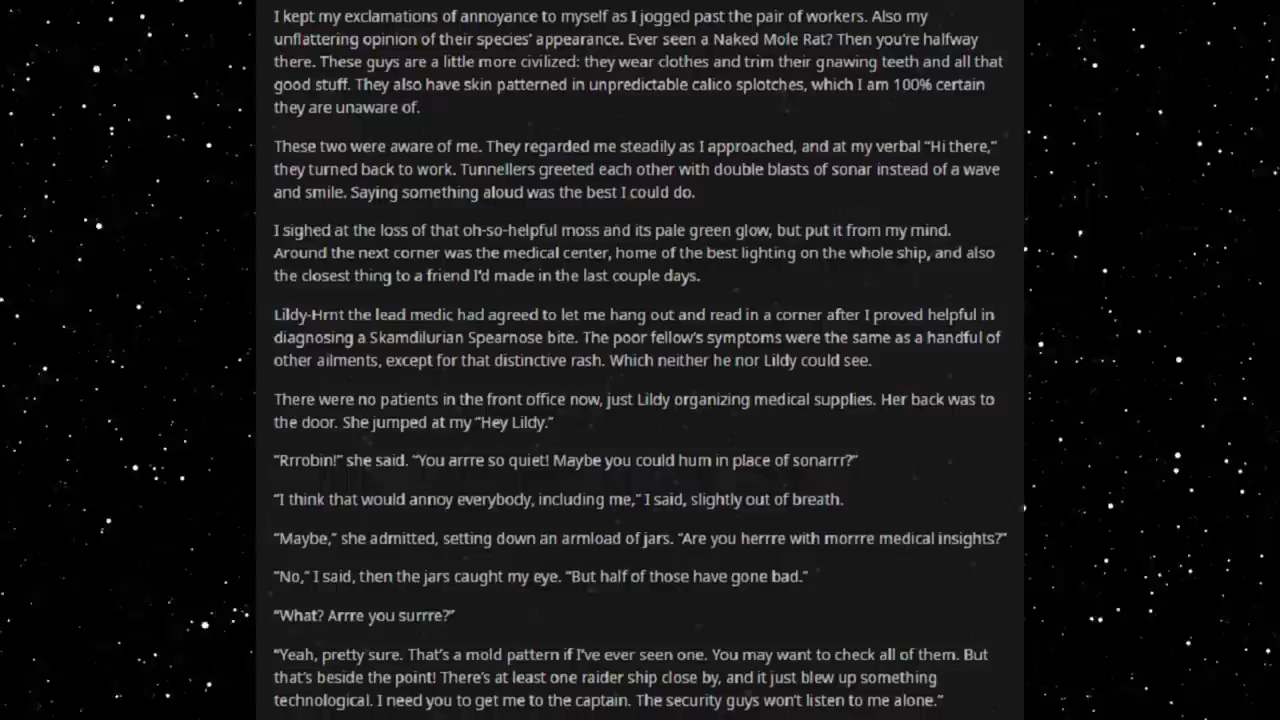 I kept my exclamations of annoyance to myself as I jogged past the pair of workers. Also my
unflattering opinion of their species’ appearance. Ever seen a Naked Mole Rat? Then you’re halfway
there. These guys are a little more civilized: they wear clothes and trim their gnawing teeth and all that
good stuff. They also have skin patterned in unpredictable calico splotches, which I am 100% certain
they are unaware of.
These two were aware of me. They regarded me steadily as I approached, and at my verbal “Hi there,”
they turned back to work. Tunnellers greeted each other with double blasts of sonar instead of a wave
and smile. Saying something aloud was the best I could do.
I sighed at the loss of that oh-so-helpful moss and its pale green glow, but put it from my mind.
Around the next corner was the medical center, home of the best lighting on the whole ship, and also
the closest thing to a friend I’d made in the last couple days.
Lildy-Hrnt the lead medic had agreed to let me hang out and read in a corner after I proved helpful in
diagnosing a Skamdilurian Spearnose bite. The poor fellow’s symptoms were the same as a handful of
other ailments, except for that distinctive rash. Which neither he nor Lildy could see.
There were no patients in the front office now, just Lildy organizing medical supplies. Her back was to
the door. She jumped at my “Hey Lildy.”
“Rrrobin!” she said. “You arrre so quiet! Maybe you could hum in place of sonarrr?”
“I think that would annoy everybody, including me,” I said, slightly out of breath.
“Maybe,” she admitted, setting down an armload of jars. “Are you herrre with morrre medical insights?”
“No,” I said, then the jars caught my eye. “But half of those have gone bad.”
“What? Arrre you surrre?”
“Yeah, pretty sure. That’s a mold pattern if I’ve ever seen one. You may want to check all of them. But
that’s beside the point! There’s at least one raider ship close by, and it just blew up something
technological. I need you to get me to the captain. The security guys won’t listen to me alone.”